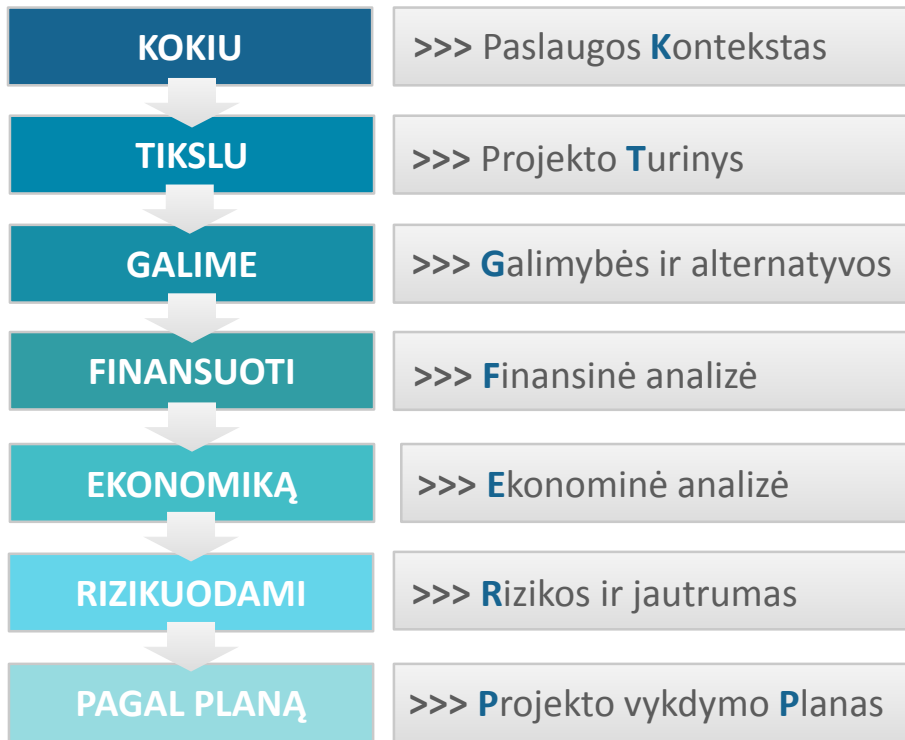 KOKIU >>> Paslaugos Kontekstas
TIKSLU >>> Projekto Turinys
GALIME >>> Galimybės ir alternatyvos
FINANSUOTI >>> Finansinė analizė
EKONOMIKĄ >>> Ekonominė analizė
RIZIKUODAMI >>> Rizikos ir jautrumas
PAGAL PLANĄ >>> Projekto vykdymo Planas